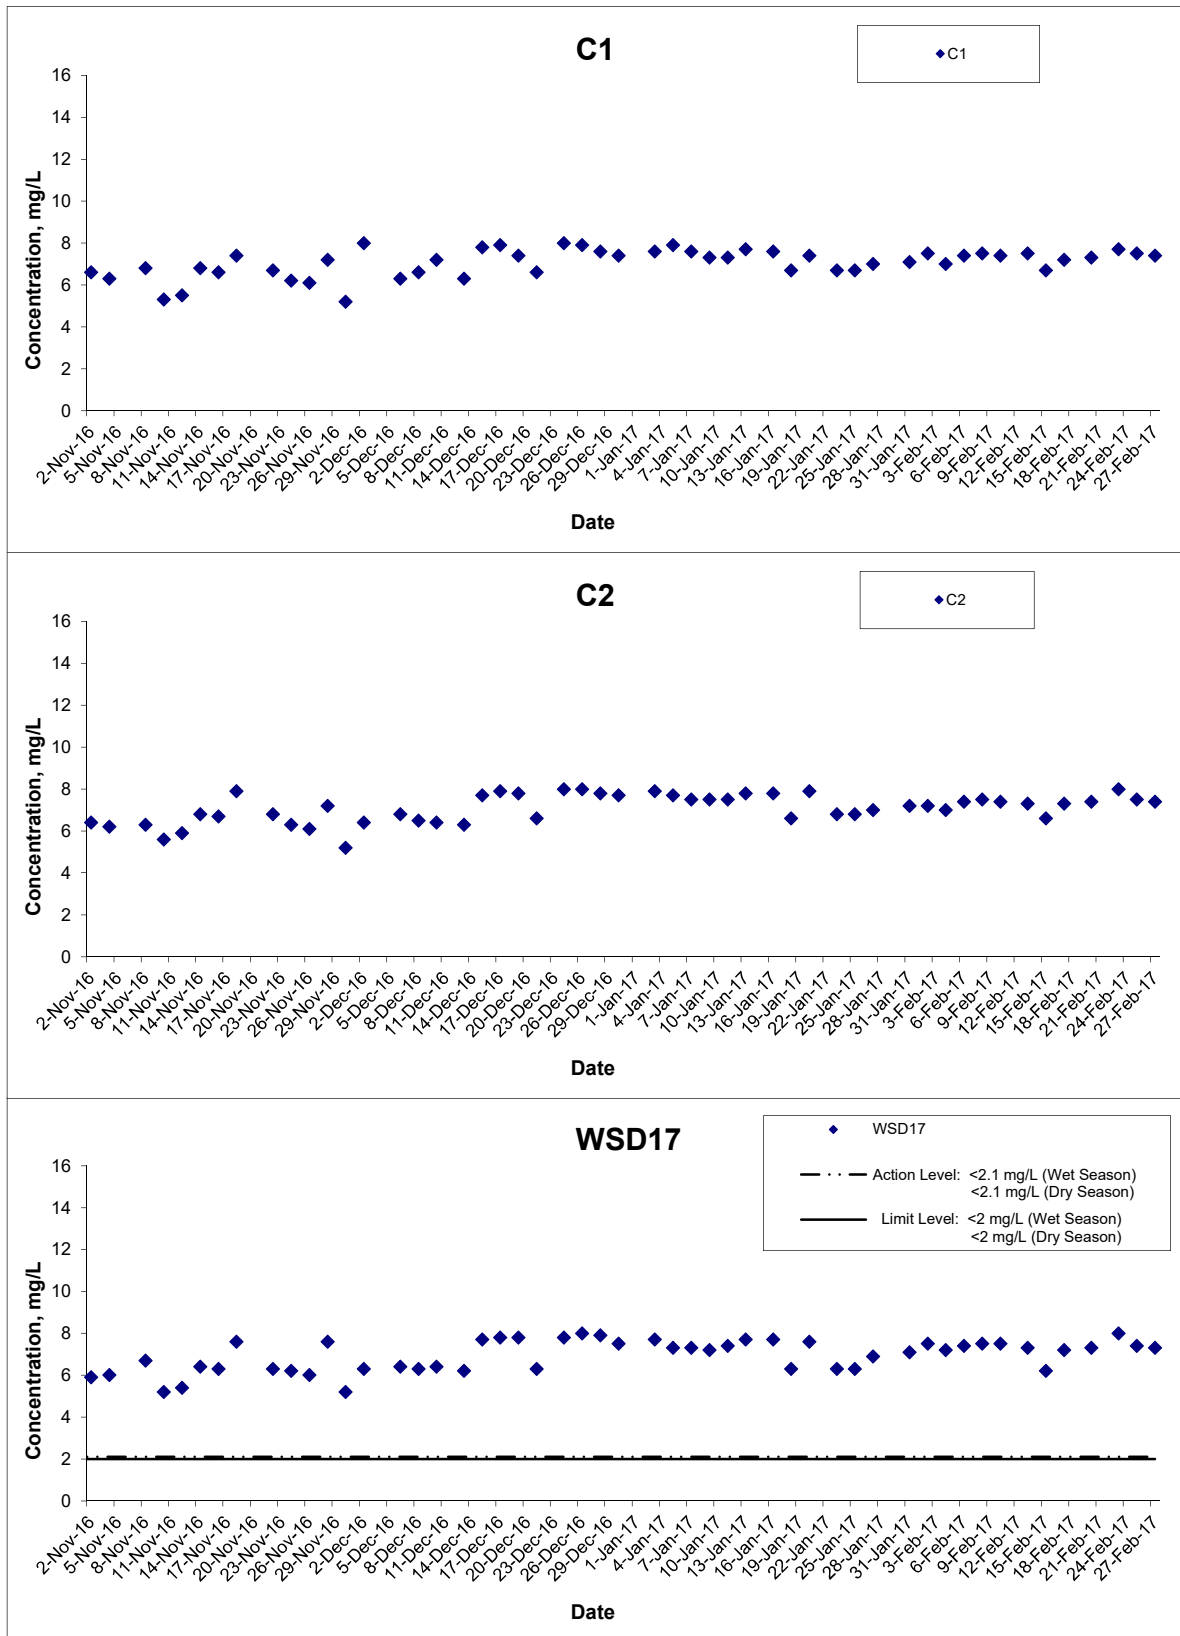 C1
C1
Concentration, mg/L
16
14
12
10
8
6
4
2
0
2-Nov-16
5-Nov-16
8-Nov-16
11-Nov-16
14-Nov-16
17-Nov-16
20-Nov-16
23-Nov-16
26-Nov-16
29-Nov-16
2-Dec-16
5-Dec-16
8-Dec-16
11-Dec-16
14-Dec-16
17-Dec-16
20-Dec-16
23-Dec-16
26-Dec-16
29-Dec-16
1-Jan-17
4-Jan-17
7-Jan-17
10-Jan-17
13-Jan-17
16-Jan-17
19-Jan-17
22-Jan-17
25-Jan-17
28-Jan-17
31-Jan-17
3-Feb-17
6-Feb-17
9-Feb-17
12-Feb-17
15-Feb-17
18-Feb-17
21-Feb-17
24-Feb-17
27-Feb-17
Date
C2
C2
Concentration, mg/L
16
14
12
10
8
6
4
2
0
2-Nov-16
5-Nov-16
8-Nov-16
11-Nov-16
14-Nov-16
17-Nov-16
20-Nov-16
23-Nov-16
26-Nov-16
29-Nov-16
2-Dec-16
5-Dec-16
8-Dec-16
11-Dec-16
14-Dec-16
17-Dec-16
20-Dec-16
23-Dec-16
26-Dec-16
29-Dec-16
1-Jan-17
4-Jan-17
7-Jan-17
10-Jan-17
13-Jan-17
16-Jan-17
19-Jan-17
22-Jan-17
25-Jan-17
28-Jan-17
31-Jan-17
3-Feb-17
6-Feb-17
9-Feb-17
12-Feb-17
15-Feb-17
18-Feb-17
21-Feb-17
24-Feb-17
27-Feb-17
Date
WSD17
WSD17
Action Level: <2.1 mg/L (Wet Season)
<2.1 mg/L (Dry Season)
Limit Level: <2 mg/L (Wet Season)
<2 mg/L (Dry Season)
Concentration, mg/L
16
14
12
10
8
6
4
2
0
2-Nov-16
5-Nov-16
8-Nov-16
11-Nov-16
14-Nov-16
17-Nov-16
20-Nov-16
23-Nov-16
26-Nov-16
29-Nov-16
2-Dec-16
5-Dec-16
8-Dec-16
11-Dec-16
14-Dec-16
17-Dec-16
20-Dec-16
23-Dec-16
26-Dec-16
29-Dec-16
1-Jan-17
4-Jan-17
7-Jan-17
10-Jan-17
13-Jan-17
16-Jan-17
19-Jan-17
22-Jan-17
25-Jan-17
28-Jan-17
31-Jan-17
3-Feb-17
6-Feb-17
9-Feb-17
12-Feb-17
15-Feb-17
18-Feb-17
21-Feb-17
24-Feb-17
27-Feb-17
Date